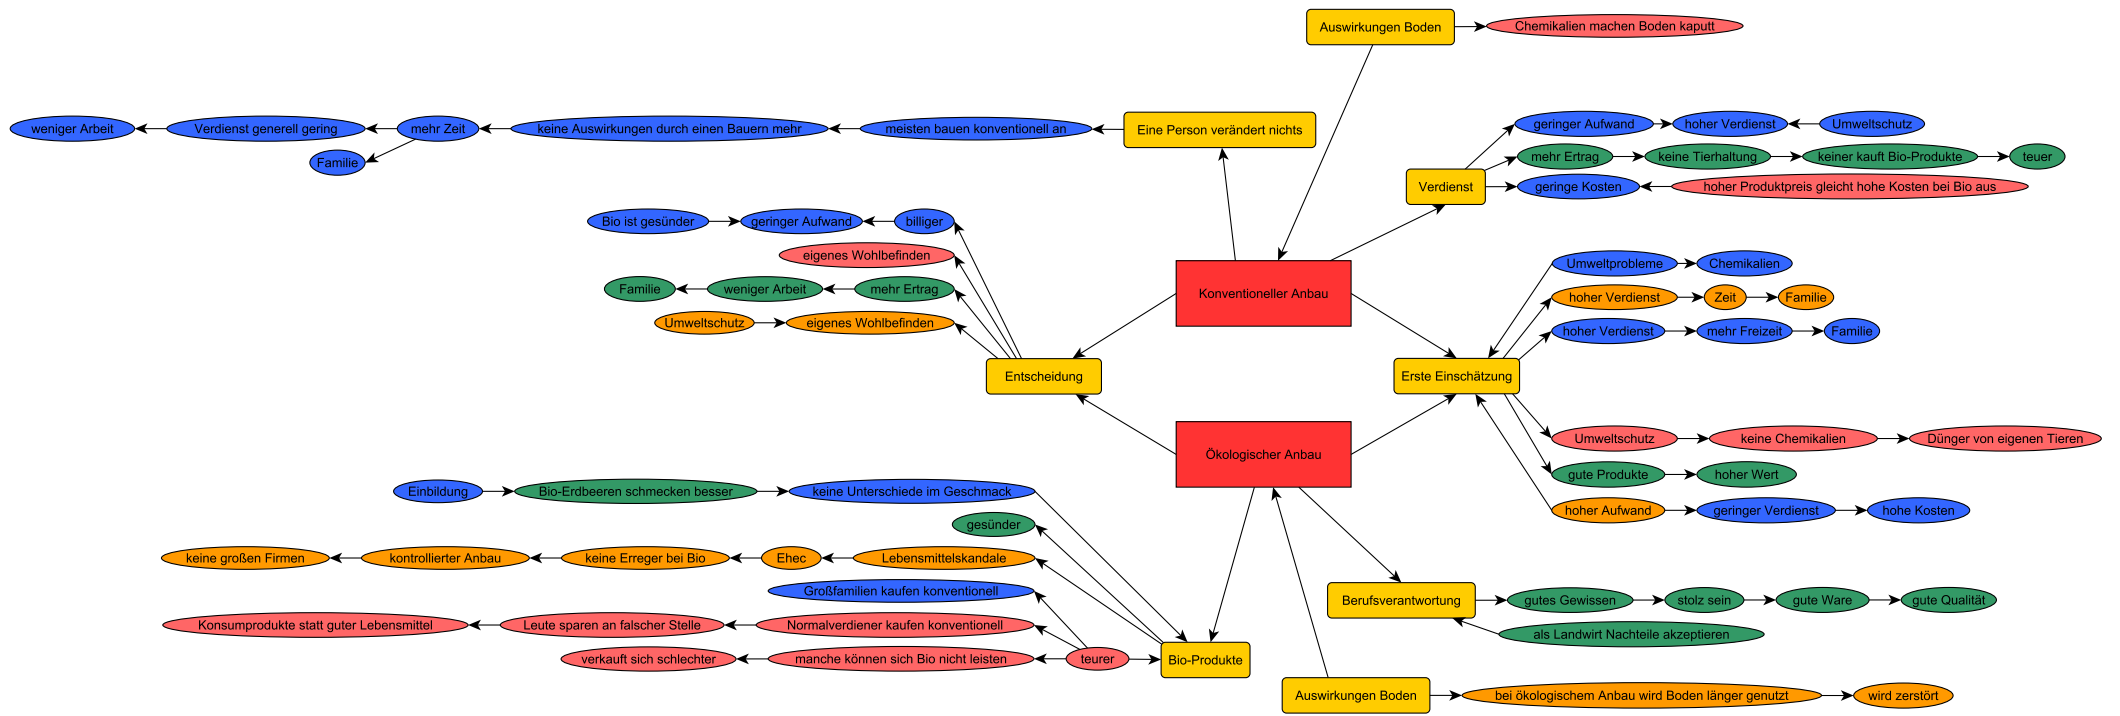 Auswirkungen Boden
Chemikalien machen Boden kaputt
weniger Arbeit
Verdienst generell gering
mehr Zeit
keine Auswirkungen durch einen Bauern mehr
meisten bauen konventionell an
Eine Person verändert nichts
Familie
geringer Aufwand
hoher Verdienst
Umweltschutz
mehr Ertrag
keine Tierhaltung
keiner kauft Bio-Produkte
teuer
Verdienst
geringe Kosten
hoher Produktpreis gleicht hohe Kosten bei Bio aus
Bio ist gesünder
geringer Aufwand
billiger
eigenes Wohlbefinden
Familie
weniger Arbeit
mehr Ertrag
Umweltschutz
eigenes Wohlbefinden
Entscheidung
Konventioneller Anbau
Umweltprobleme
Chemikalien
hoher Verdienst
Zeit
Familie
hoher Verdienst
mehr Freizeit
Familie
Erste Einschätzung
Ökologischer Anbau
Umweltschutz
keine Chemikalien
Dünger von eigenen Tieren
gute Produkte
hoher Wert
hoher Aufwand
geringer Verdienst
hohe Kosten
Einbildung
Bio-Erdbeeren schmecken besser
keine Unterschiede im Geschmack
gesünder
keine großen Firmen
kontrollierter Anbau
keine Erreger bei Bio
Ehec
Lebensmittelskandale
Großfamilien kaufen konventionell
Konsumprodukte statt guter Lebensmittel
Leute sparen an falscher Stelle
Normalverdiener kaufen konventionell
verkauft sich schlechter
manche können sich Bio nicht leisten
teurer
Bio-Produkte
Berufsverantwortung
gutes Gewissen
stolz sein
gute Ware
gute Qualität
als Landwirt Nachteile akzeptieren
Auswirkungen Boden
bei ökologischem Anbau wird Boden länger genutzt
wird zerstört